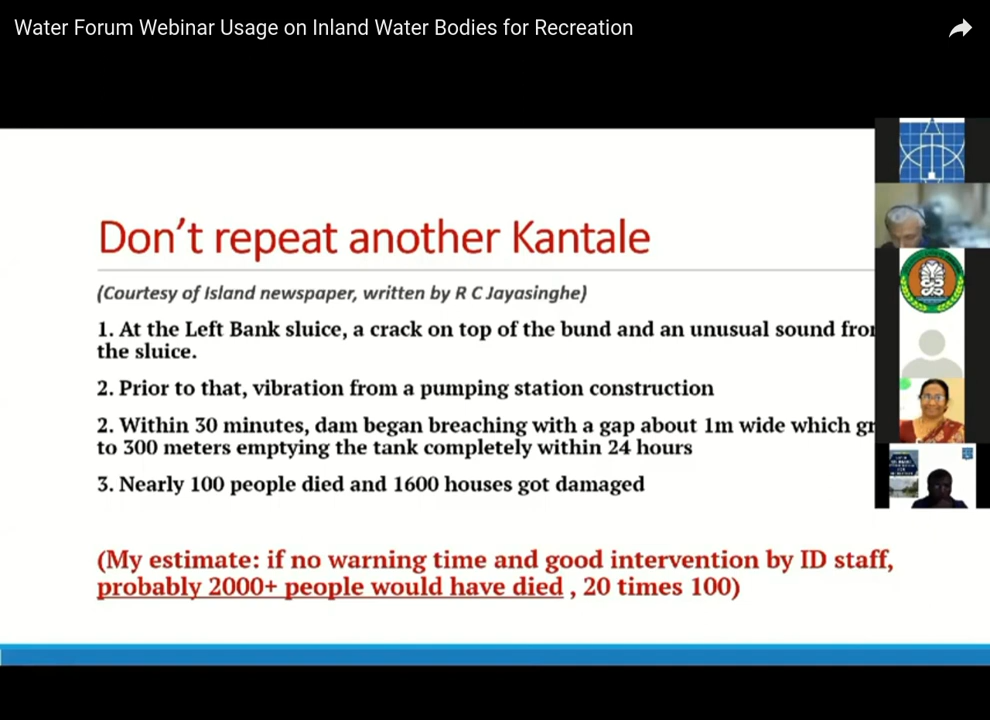 Water Forum Webinar Usage on Inland Water Bodies for Recreation
Don't repeat another Kantale
(Courtesy of Island newspaper, written by R C Jayasinghe)
1. At the Left Bank sluice, a crack on top of the bund and an unusual sound
the sluice.
2. Prior to that, vibration from a pumping station construction
2. Within 30 minutes, dam began breaching with a gap about 1m wide which
to 300 meters emptying the tank completely within 24 hours
3. Nearly 100 people died and 1600 houses got damaged
(My estimate: if no warning time and good intervention by ID staff,
probably 2000+ people would have died , 20 times 100)